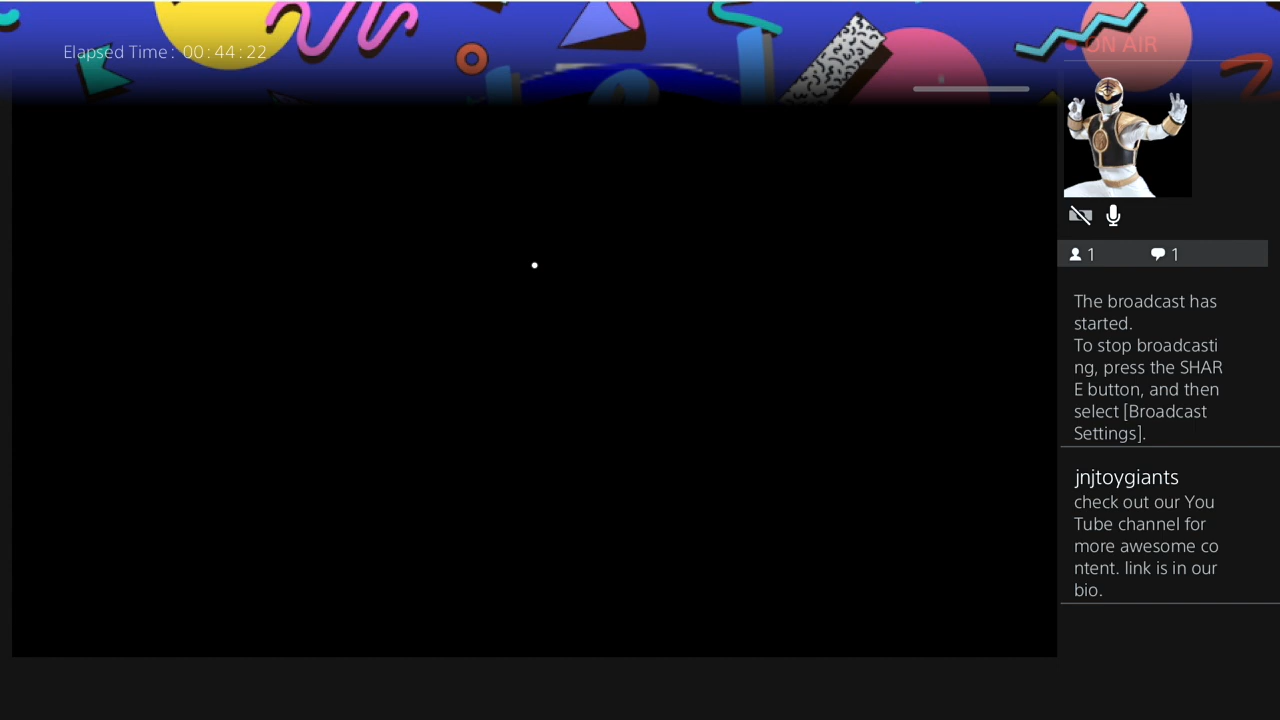 Elapsed Time: 00:44:22
ON AIR
1 1
The broadcast has
started.
To stop broadcasti
ng, press the SHAR
E button, and then
select [Broadcast
Settings].
jnjtoygiants
check out our You
Tube channel for
more awesome co
ntent. link is in our
bio.